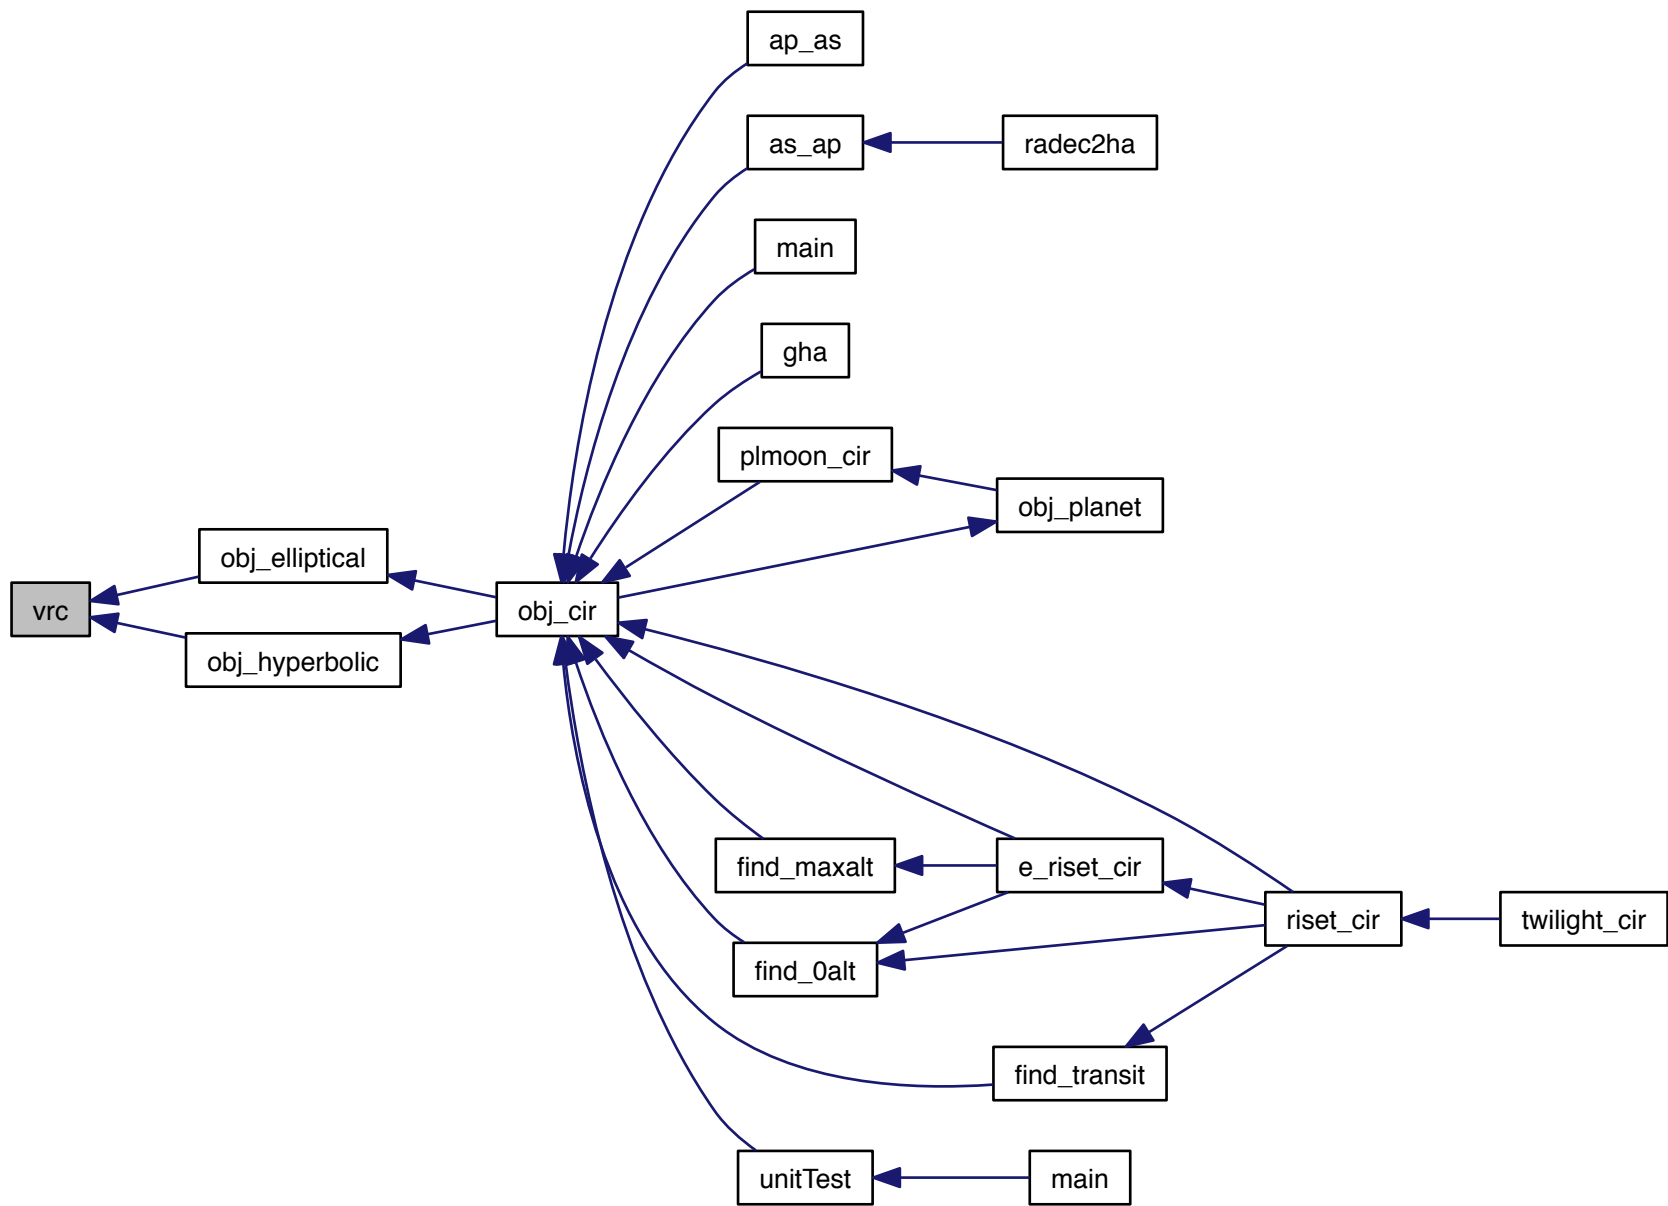 ap_as
as_ap
radec2ha
main
gha
plmoon_cir
obj_planet
obj_elliptical
vrc
obj_cir
obj_hyperbolic
find_maxalt
e_riset_cir
riset_cir
twilight_cir
find_0alt
find_transit
unitTest
main